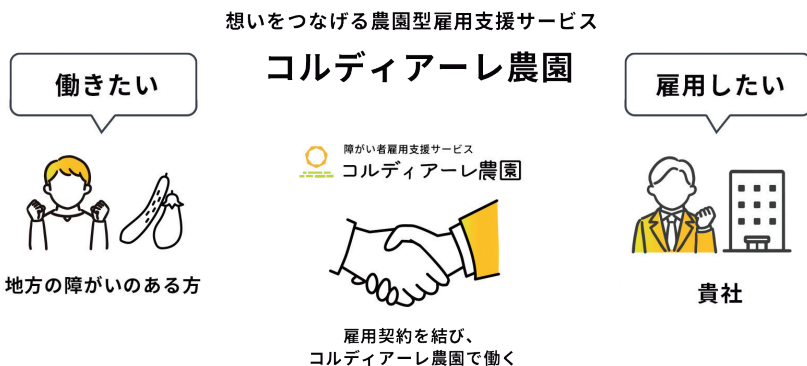 想いをつなげる農園型雇用支援サービス
コルディアーレ農園
働きたい
雇用したい
障がい者雇用支援サービス
コルディアーレ農園
地方の障がいのある方
貴社
雇用契約を結び、
コルディアーレ農園で働く